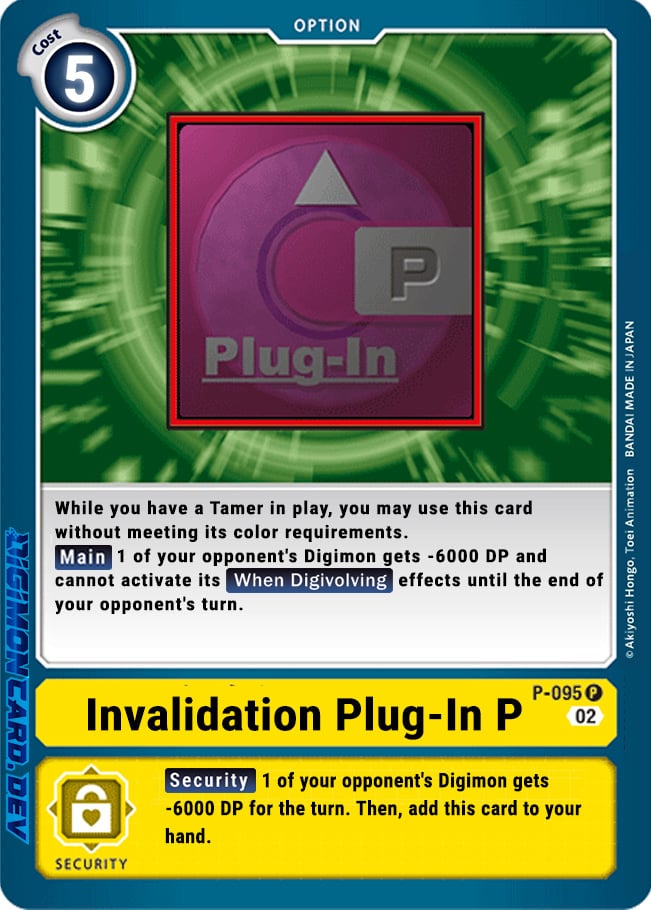 OPTION
Cost
5
P
Plug-In
While you have a Tamer in play, you may use this card
without meeting its color requirements.
Main 1 of your opponent's Digimon gets -6000 DP and
cannot activate its When Digivolving effects until the end of
your opponent's turn.
©Akiyoshi Hongo, Toei Animation BANDAI MADE IN JAPAN
DIGIMONCARD.DEV
P-095 P
Invalidation Plug-In P
02
Security 1 of your opponent's Digimon gets
-6000 DP for the turn. Then, add this card to your
hand.
SECURITY